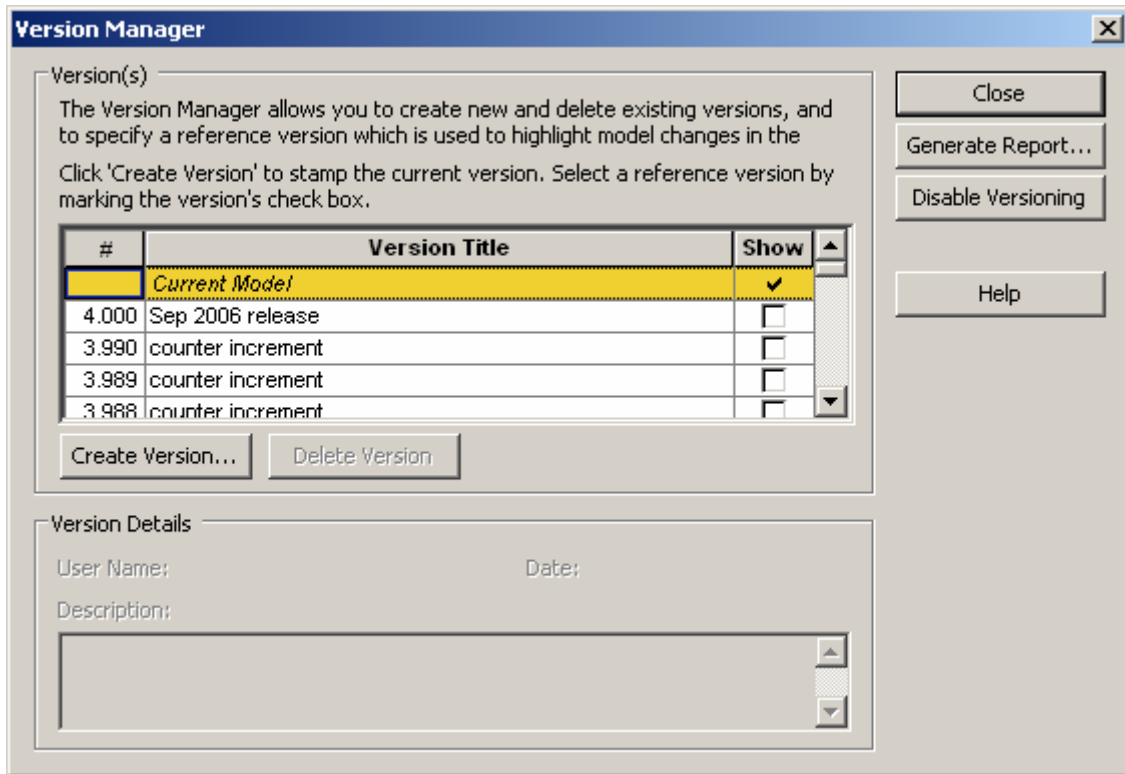 Version Manager
Version(s)
The Version Manager allows you to create new and delete existing versions, and
to specify a reference version which is used to highlight model changes in the
Click 'Create Version' to stamp the current version. Select a reference version by
marking the version's check box.
# Version Title Show
Current Model
4.000 Sep 2006 release
3.990 counter increment
3.989 counter increment
3.988 counter increment
Create Version... Delete Version
Close
Generate Report...
Disable Versioning
Help
Version Details
User Name: Date:
Description: